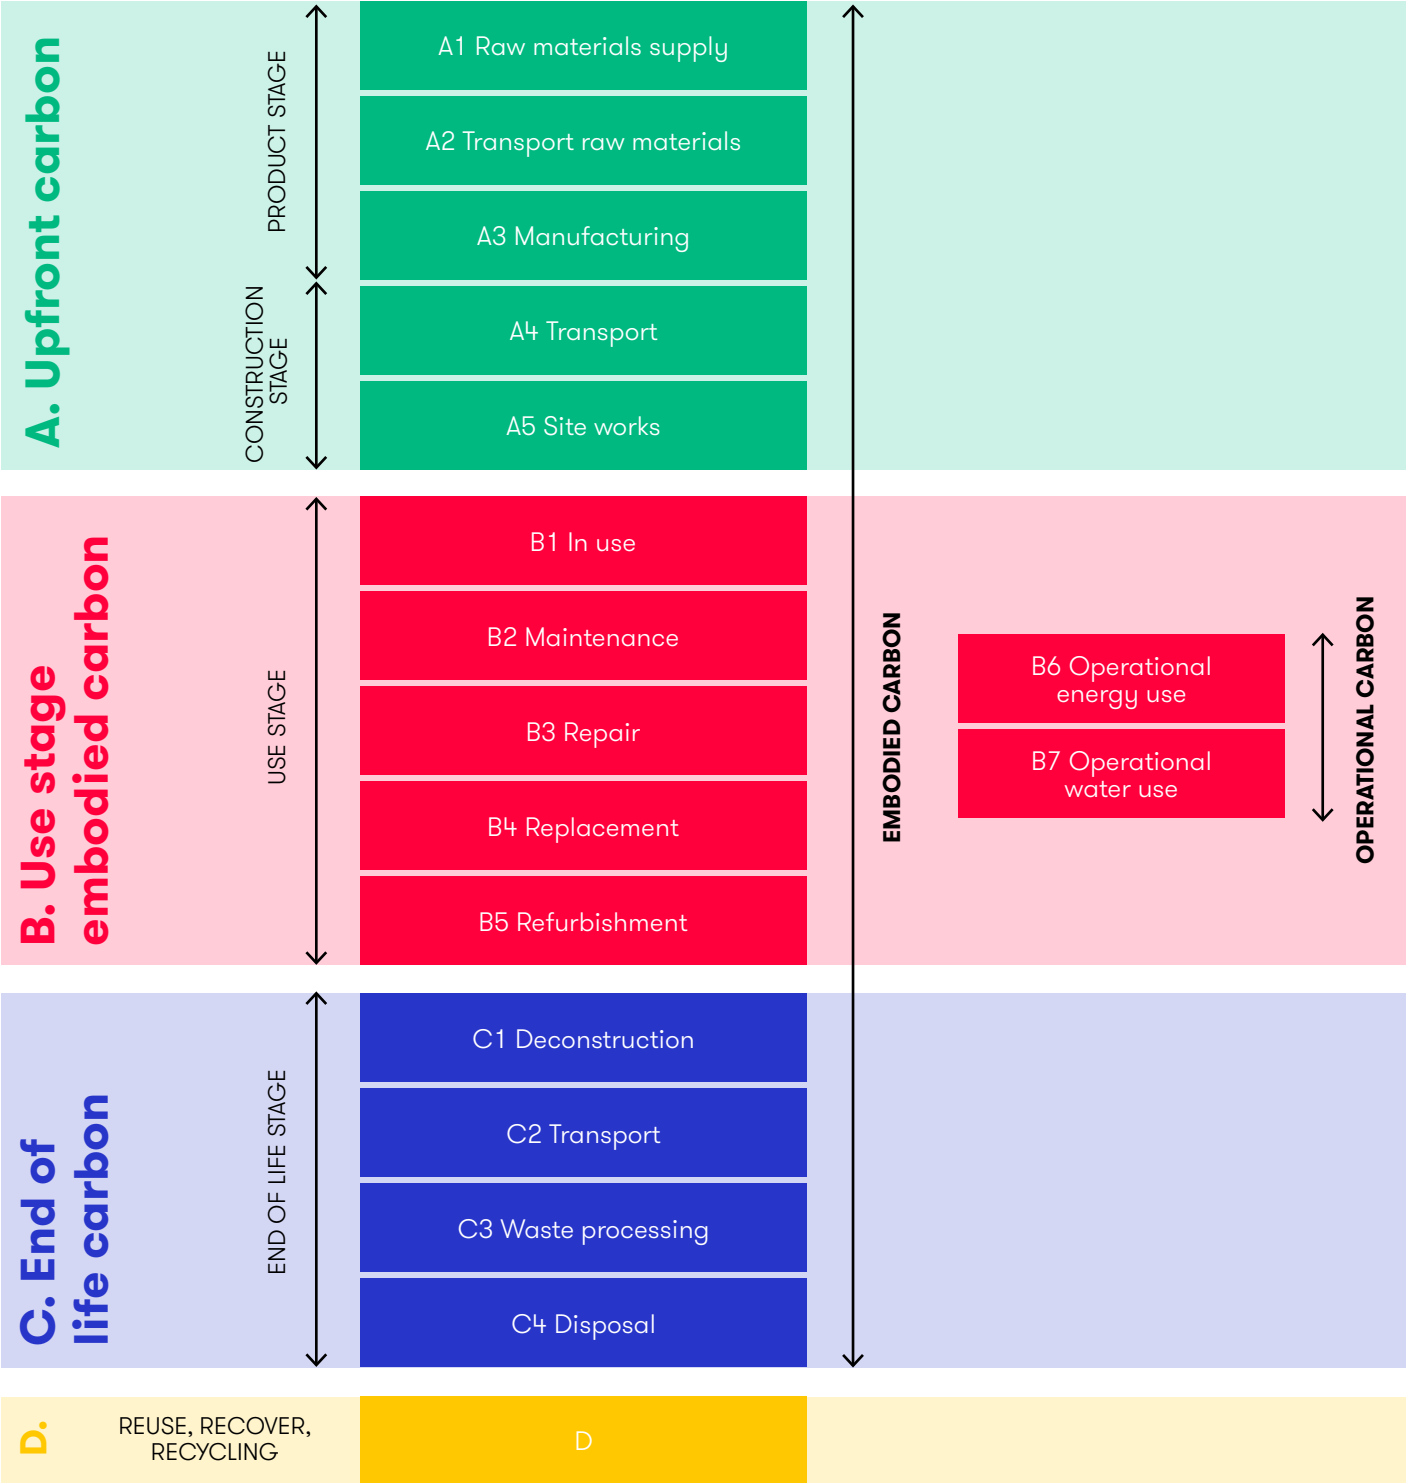 A. Upfront carbon
PRODUCT STAGE
A1 Raw materials supply
A2 Transport raw materials
A3 Manufacturing
CONSTRUCTION
STAGE
A4 Transport
A5 Site works
B. Use stage
embodied carbon
USE STAGE
B1 In use
B2 Maintenance
B3 Repair
B4 Replacement
B5 Refurbishment
EMBODIED CARBON
B6 Operational
energy use
B7 Operational
water use
OPERATIONAL CARBON
C. End of
life carbon
END OF LIFE STAGE
C1 Deconstruction
C2 Transport
C3 Waste processing
C4 Disposal
D.
REUSE, RECOVER,
RECYCLING
D